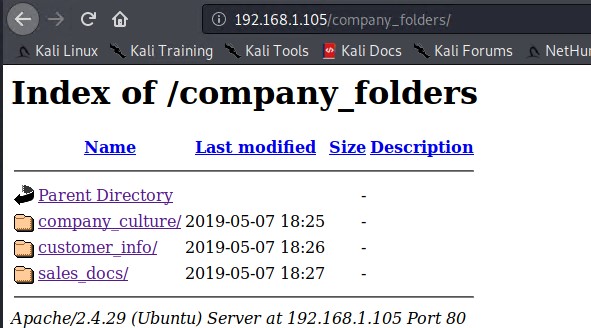 192.168.1.105/company_folders/
Kali Linux Kali Training Kali Tools Kali Docs Kali Forums NetHu
Index of /company_folders
Name Last modified Size Description
Parent Directory -
company_culture/ 2019-05-07 18:25 -
customer_info/ 2019-05-07 18:26 -
sales_docs/ 2019-05-07 18:27 -
Apache/2.4.29 (Ubuntu) Server at 192.168.1.105 Port 80